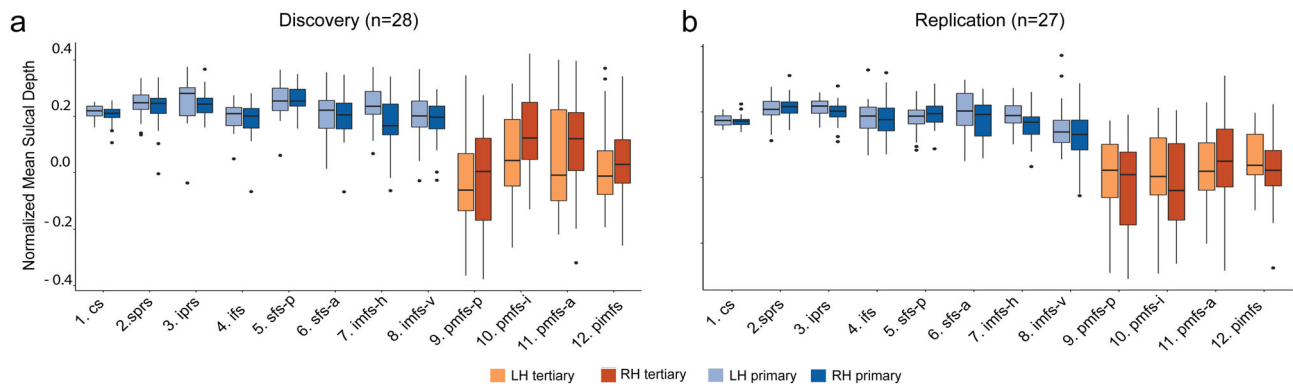 a
Discovery (n=28)
b
Replication (n=27)
Normalized Mean Sulcal Depth
0.4
0.2
0.0
-0.2
-0.4
1. cs
2.sprs
3. iprs
4. ifs
5. sfs-p
6. sfs-a
7. imfs-h
8. imfs-v
9. pmfs-p
10. pmfs-i
11. pmfs-a
12. pimfs
1. cs
2.sprs
3. iprs
4. ifs
5. sfs-p
6. sfs-a
7. imfs-h
8. imfs-v
9. pmfs-p
10. pmfs-i
11. pmfs-a
12. pimfs
LH tertiary
RH tertiary
LH primary
RH primary